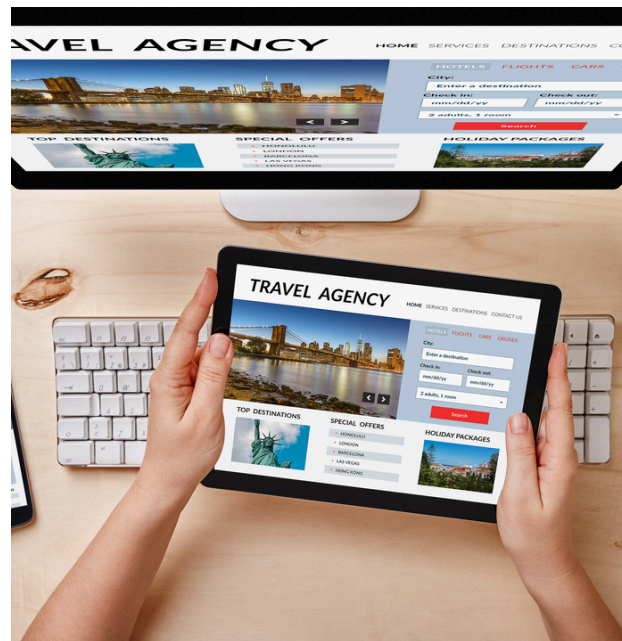 AVEL AGENCY
HOME SERVICES DESTINATIONS CO
HOTELS FLIGHTS CARS
City:
Enter a destination
Check in: Check out:
mm/dd/yy mm/dd/yy
2 adults, 1 room
Search
TOP DESTINATIONS SPECIAL OFFERS HOLIDAY PACKAGES
HONOLULU
LONDON
BARCELONA
LAS VEGAS
HONG KONG
TRAVEL AGENCY
HOME SERVICES DESTINATIONS CONTACT US
HOTELS FLIGHTS CARS CRUISES
City:
Enter a destination
Check in: Check out:
mm/dd/yy mm/dd/yy
2 adults, 1 room
Search
TOP DESTINATIONS SPECIAL OFFERS HOLIDAY PACKAGES
HONOLULU
LONDON
BARCELONA
LAS VEGAS
HONG KONG